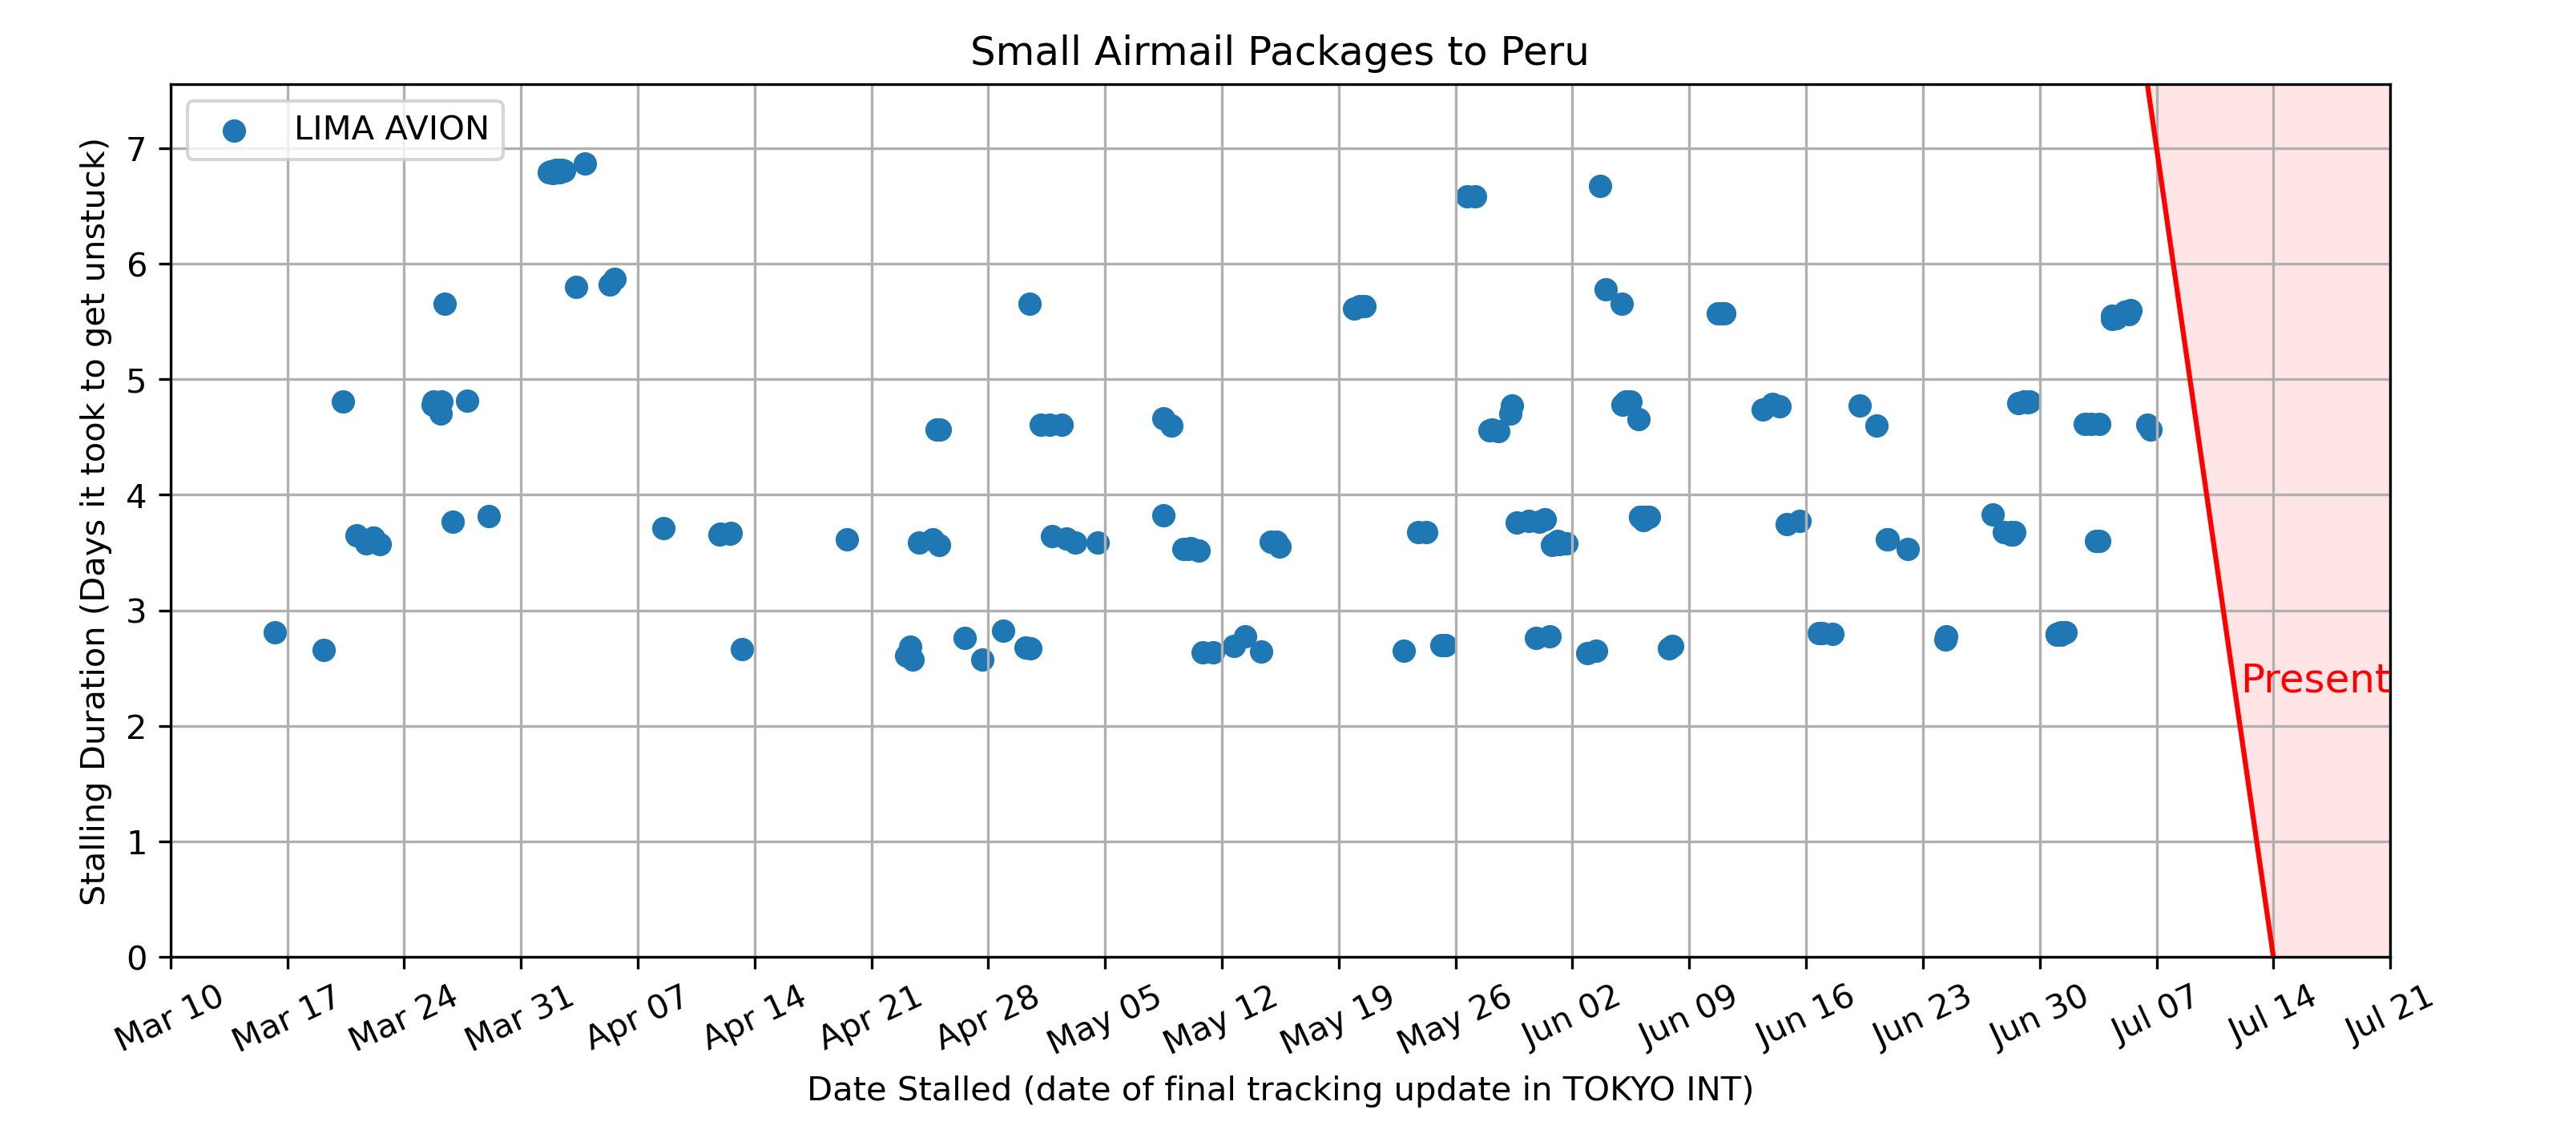 Small Airmail Packages to Peru
LIMA AVION
Stalling Duration (Days it took to get unstuck)
7
6
5
4
3
2
1
0
Present
Mar 10
Mar 17
Mar 24
Mar 31
Apr 07
Apr 14
Apr 21
Apr 28
May 05
May 12
May 19
May 26
Jun 02
Jun 09
Jun 16
Jun 23
Jun 30
Jul 07
Jul 14
Jul 21
Date Stalled (date of final tracking update in TOKYO INT)